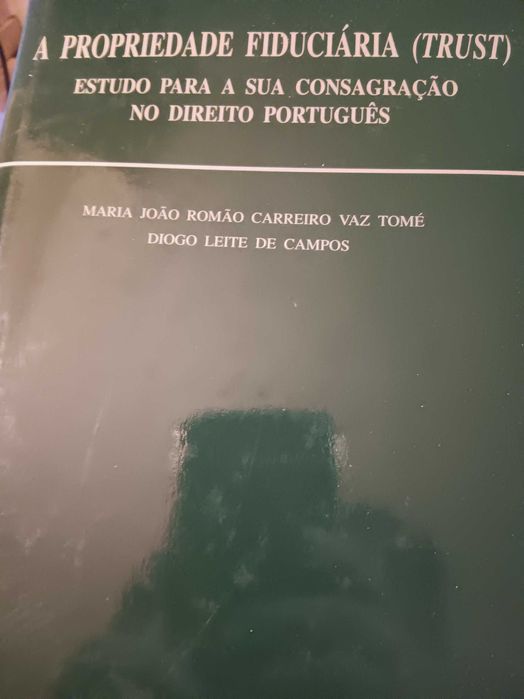 A PROPRIEDADE FIDUCIÁRIA (TRUST)
ESTUDO PARA A SUA CONSAGRAÇÃO
NO DIREITO PORTUGUÊS
MARIA JOÃO ROMÃO CARREIRO VAZ TOMÉ
DIOGO LEITE DE CAMPOS